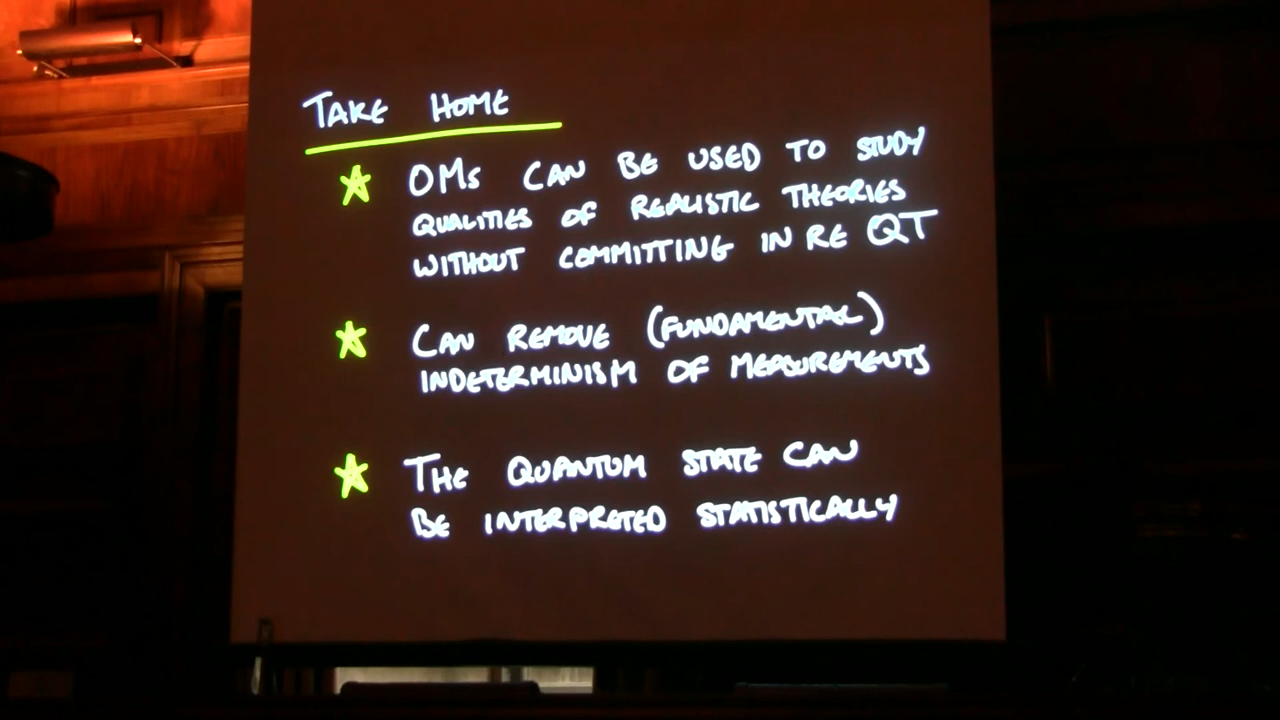 TAKE HOME
OMs CAN BE USED TO STUDY
QUALITIES OF REALISTIC THEORIES
WITHOUT COMMITTING IN RE QT
CAN REMOVE (FUNDAMENTAL)
INDETERMINISM OF MEASUREMENTS
THE QUANTUM STATE CAN
BE INTERPRETED STATISTICALLY